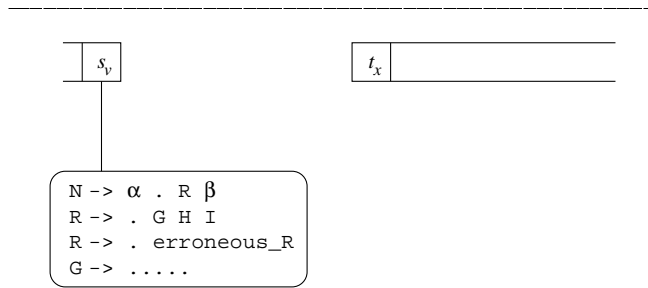 s_v t_x
N -> α . R β
R -> . G H I
R -> . erroneous_R
G -> .....